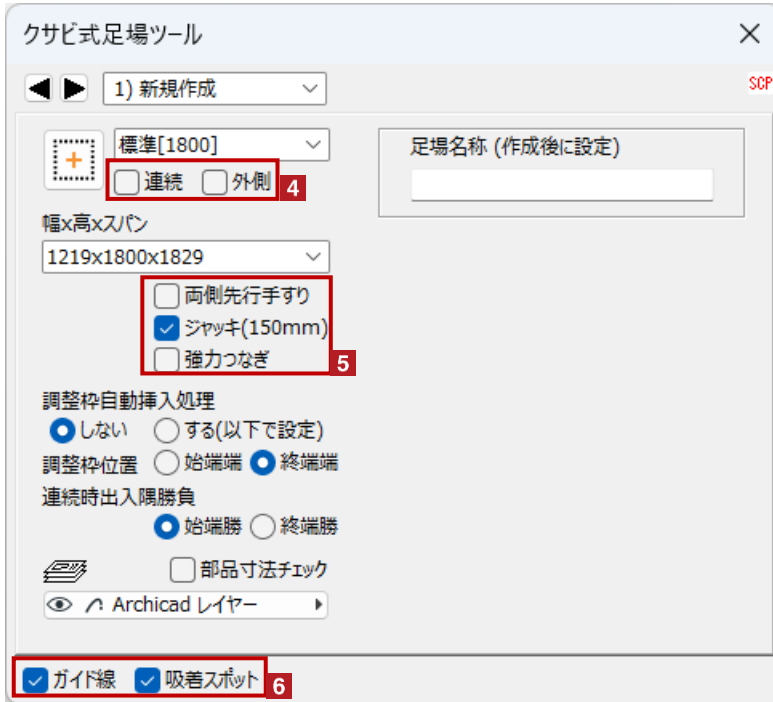 クサビ式足場ツール
1) 新規作成
SCP
標準[1800]
足場名称 (作成後に設定)
連続 外側 4
幅x高xスパン
1219x1800x1829
両側先行手すり
ジャッキ(150mm)
強力つなぎ 5
調整枠自動挿入処理
しない する(以下で設定)
調整枠位置 始端端 終端端
連続時出入隅勝負
始端勝 終端勝
部品寸法チェック
Archicad レイヤー
ガイド線 吸着スポット 6